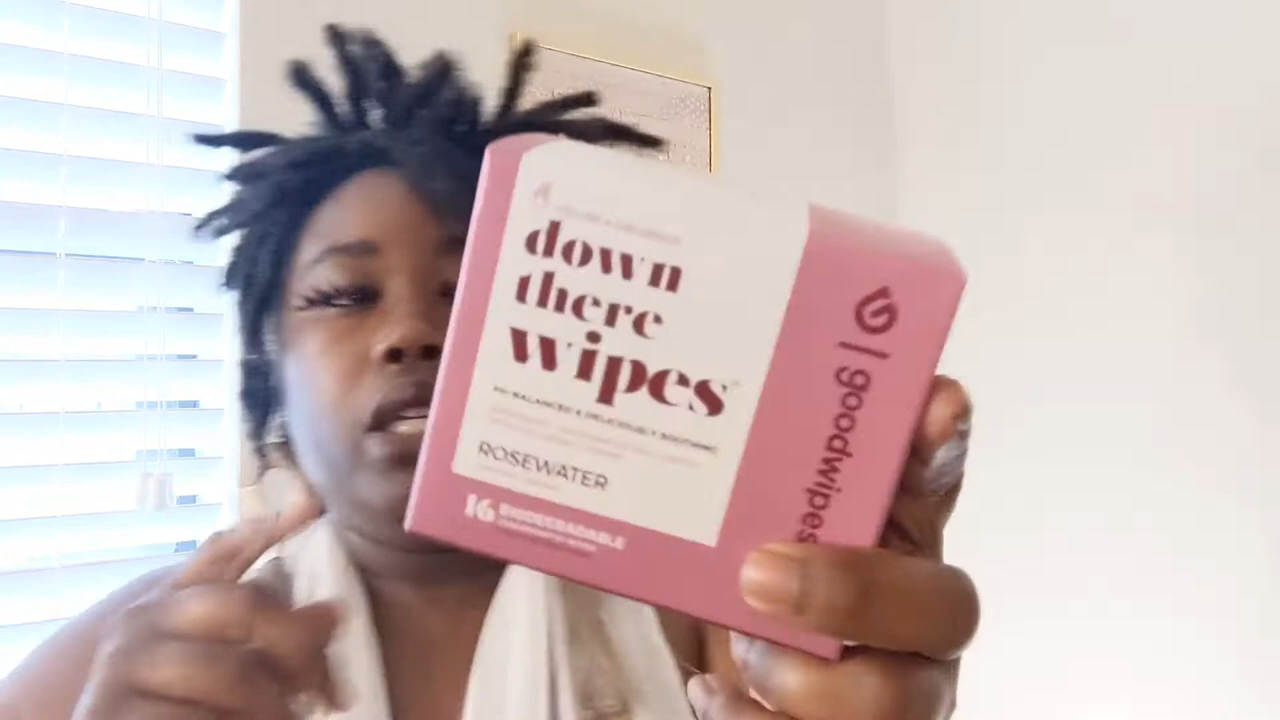 down
there
wipes
PH-BALANCED & DELICIOUSLY SOOTHING
ROSEWATER
16 BIODEGRADABLE
goodwipes